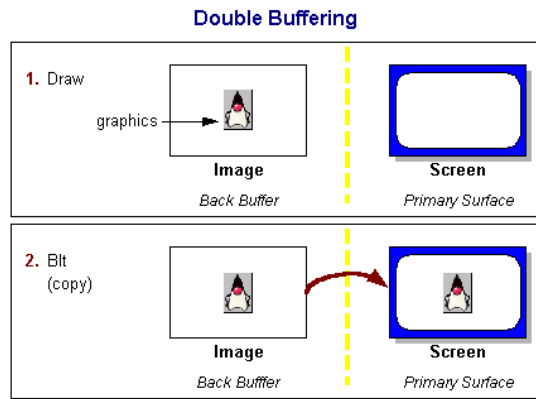 Double Buffering
1. Draw
graphics
Image
Screen
Back Buffer
Primary Surface
2. Blt
(copy)
Image
Screen
Back Bufffer
Primary Surface